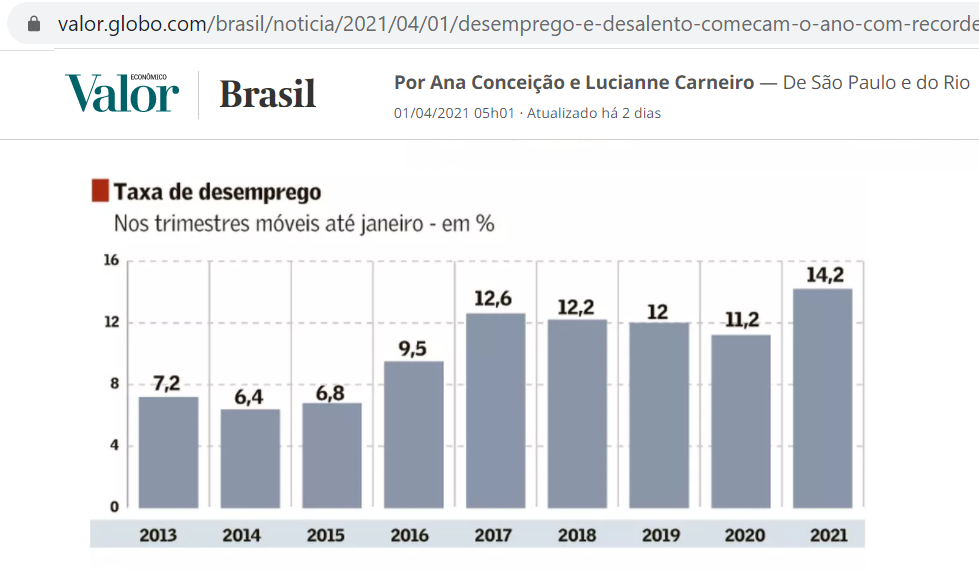 valor.globo.com/brasil/noticia/2021/04/01/desemprego-e-desalento-comecam-o-ano-com-recorde
ECONÔMICO
Valor
Brasil
Por Ana Conceição e Lucianne Carneiro — De São Paulo e do Rio
01/04/2021 05h01 · Atualizado há 2 dias
Taxa de desemprego
Nos trimestres móveis até janeiro - em %
16
12
8
4
0
7,2
6,4
6,8
9,5
12,6
12,2
12
11,2
14,2
2013 2014 2015 2016 2017 2018 2019 2020 2021